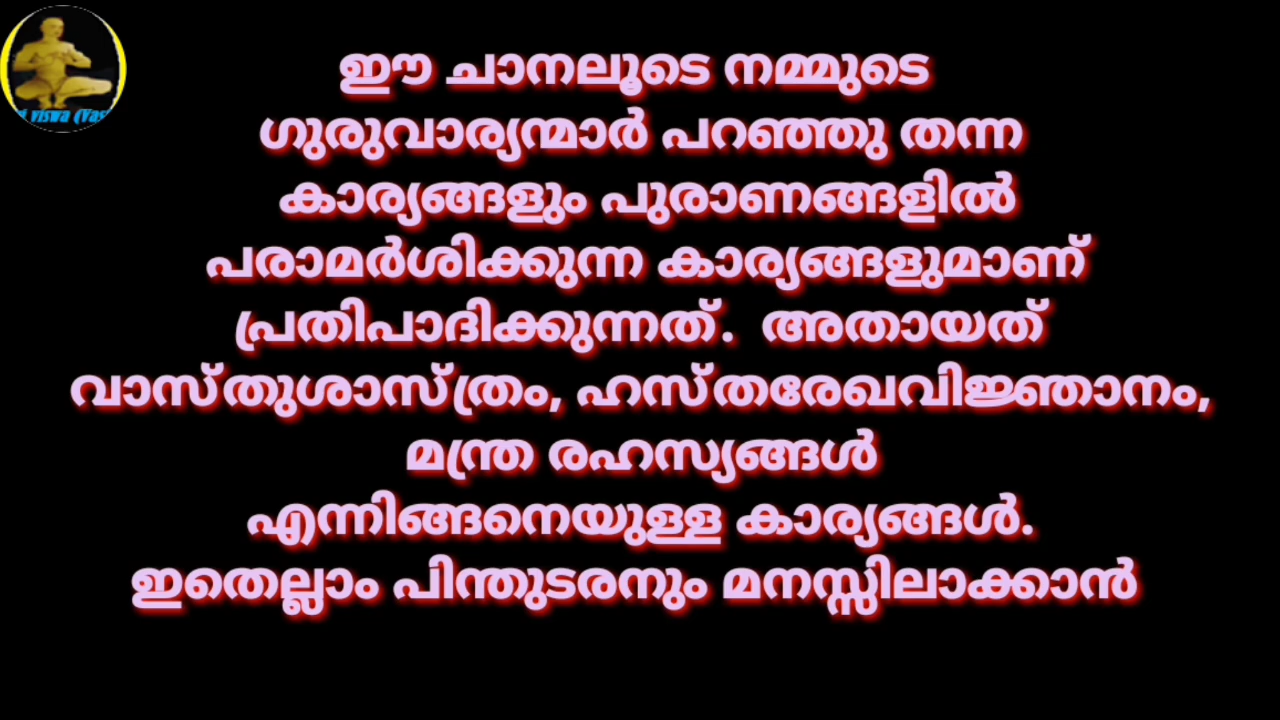 ഈ ചാനലൂടെ നമ്മുടെ
ഗുരുവാര്യന്മാർ പറഞ്ഞു തന്ന
കാര്യങ്ങളും പുരാണങ്ങളിൽ
പരാമർശിക്കുന്ന കാര്യങ്ങളുമാണ്
പ്രതിപാദിക്കുന്നത്. അതായത്
വാസ്തുശാസ്ത്രം, ഹസ്തരേഖവിജ്ഞാനം,
മന്ത്ര രഹസ്യങ്ങൾ
എന്നിങ്ങനെയുള്ള കാര്യങ്ങൾ.
ഇതെല്ലാം പിന്തുടരനും മനസ്സിലാക്കാൻ
viswa